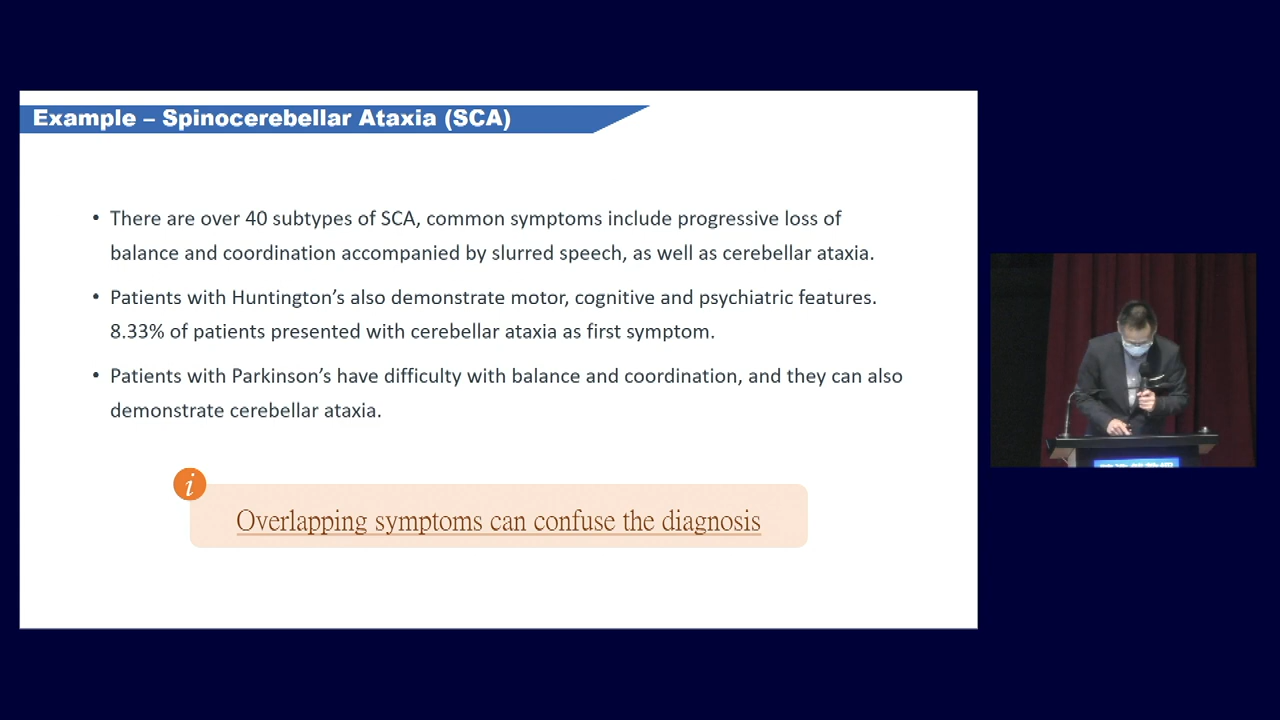 Example – Spinocerebellar Ataxia (SCA)
• There are over 40 subtypes of SCA, common symptoms include progressive loss of
balance and coordination accompanied by slurred speech, as well as cerebellar ataxia.
• Patients with Huntington’s also demonstrate motor, cognitive and psychiatric features.
8.33% of patients presented with cerebellar ataxia as first symptom.
• Patients with Parkinson’s have difficulty with balance and coordination, and they can also
demonstrate cerebellar ataxia.
i
Overlapping symptoms can confuse the diagnosis